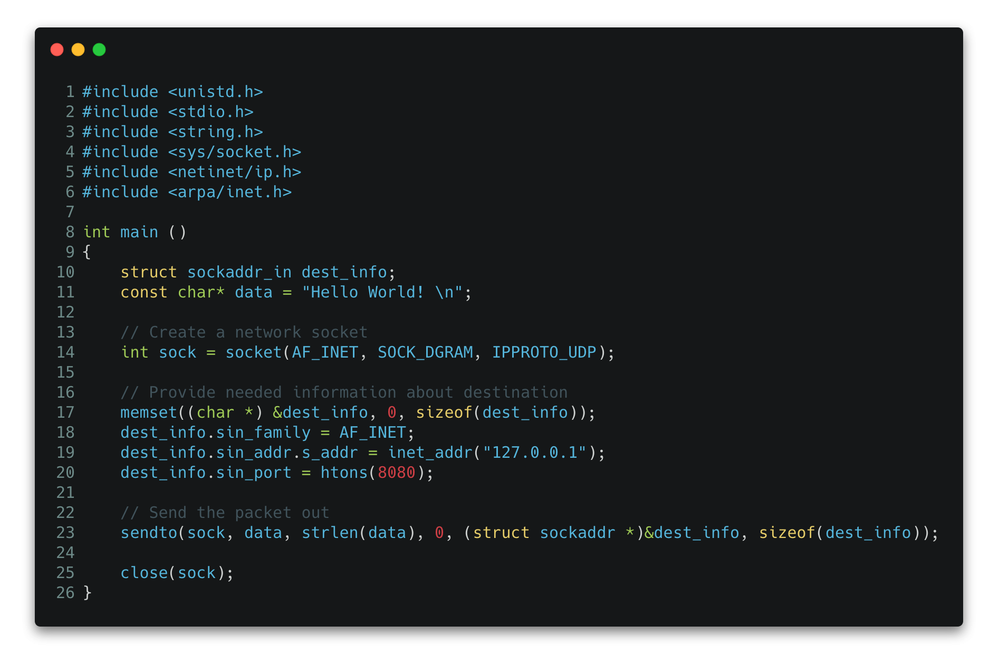 1 #include <unistd.h>
2 #include <stdio.h>
3 #include <string.h>
4 #include <sys/socket.h>
5 #include <netinet/ip.h>
6 #include <arpa/inet.h>
7
8 int main ()
9 {
10     struct sockaddr_in dest_info;
11     const char* data = "Hello World! \n";
12
13     // Create a network socket
14     int sock = socket(AF_INET, SOCK_DGRAM, IPPROTO_UDP);
15
16     // Provide needed information about destination
17     memset((char *) &dest_info, 0, sizeof(dest_info));
18     dest_info.sin_family = AF_INET;
19     dest_info.sin_addr.s_addr = inet_addr("127.0.0.1");
20     dest_info.sin_port = htons(8080);
21
22     // Send the packet out
23     sendto(sock, data, strlen(data), 0, (struct sockaddr *)&dest_info, sizeof(dest_info));
24
25     close(sock);
26 }